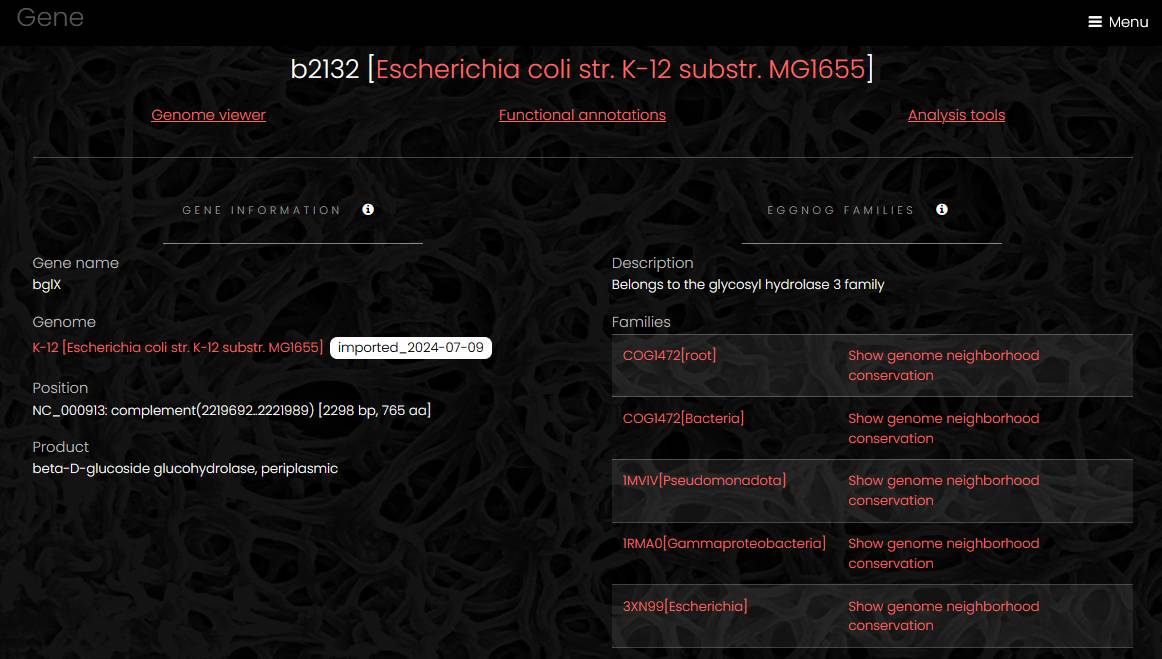 Gene
Menu
b2132 [Escherichia coli str. K-12 substr. MG1655]
Genome viewer
Functional annotations
Analysis tools
GENE INFORMATION
EGGNOG FAMILIES
Gene name
bglX
Genome
K-12 [Escherichia coli str. K-12 substr. MG1655] imported_2024-07-09
Position
NC_000913: complement(2219692..2221989) [2298 bp, 765 aa]
Product
beta-D-glucoside glucohydrolase, periplasmic
Description
Belongs to the glycosyl hydrolase 3 family
Families
COG1472[root]
Show genome neighborhood
conservation
COG1472[Bacteria]
Show genome neighborhood
conservation
1MVIV[Pseudomonadota]
Show genome neighborhood
conservation
1RMA0[Gammaproteobacteria]
Show genome neighborhood
conservation
3XN99[Escherichia]
Show genome neighborhood
conservation